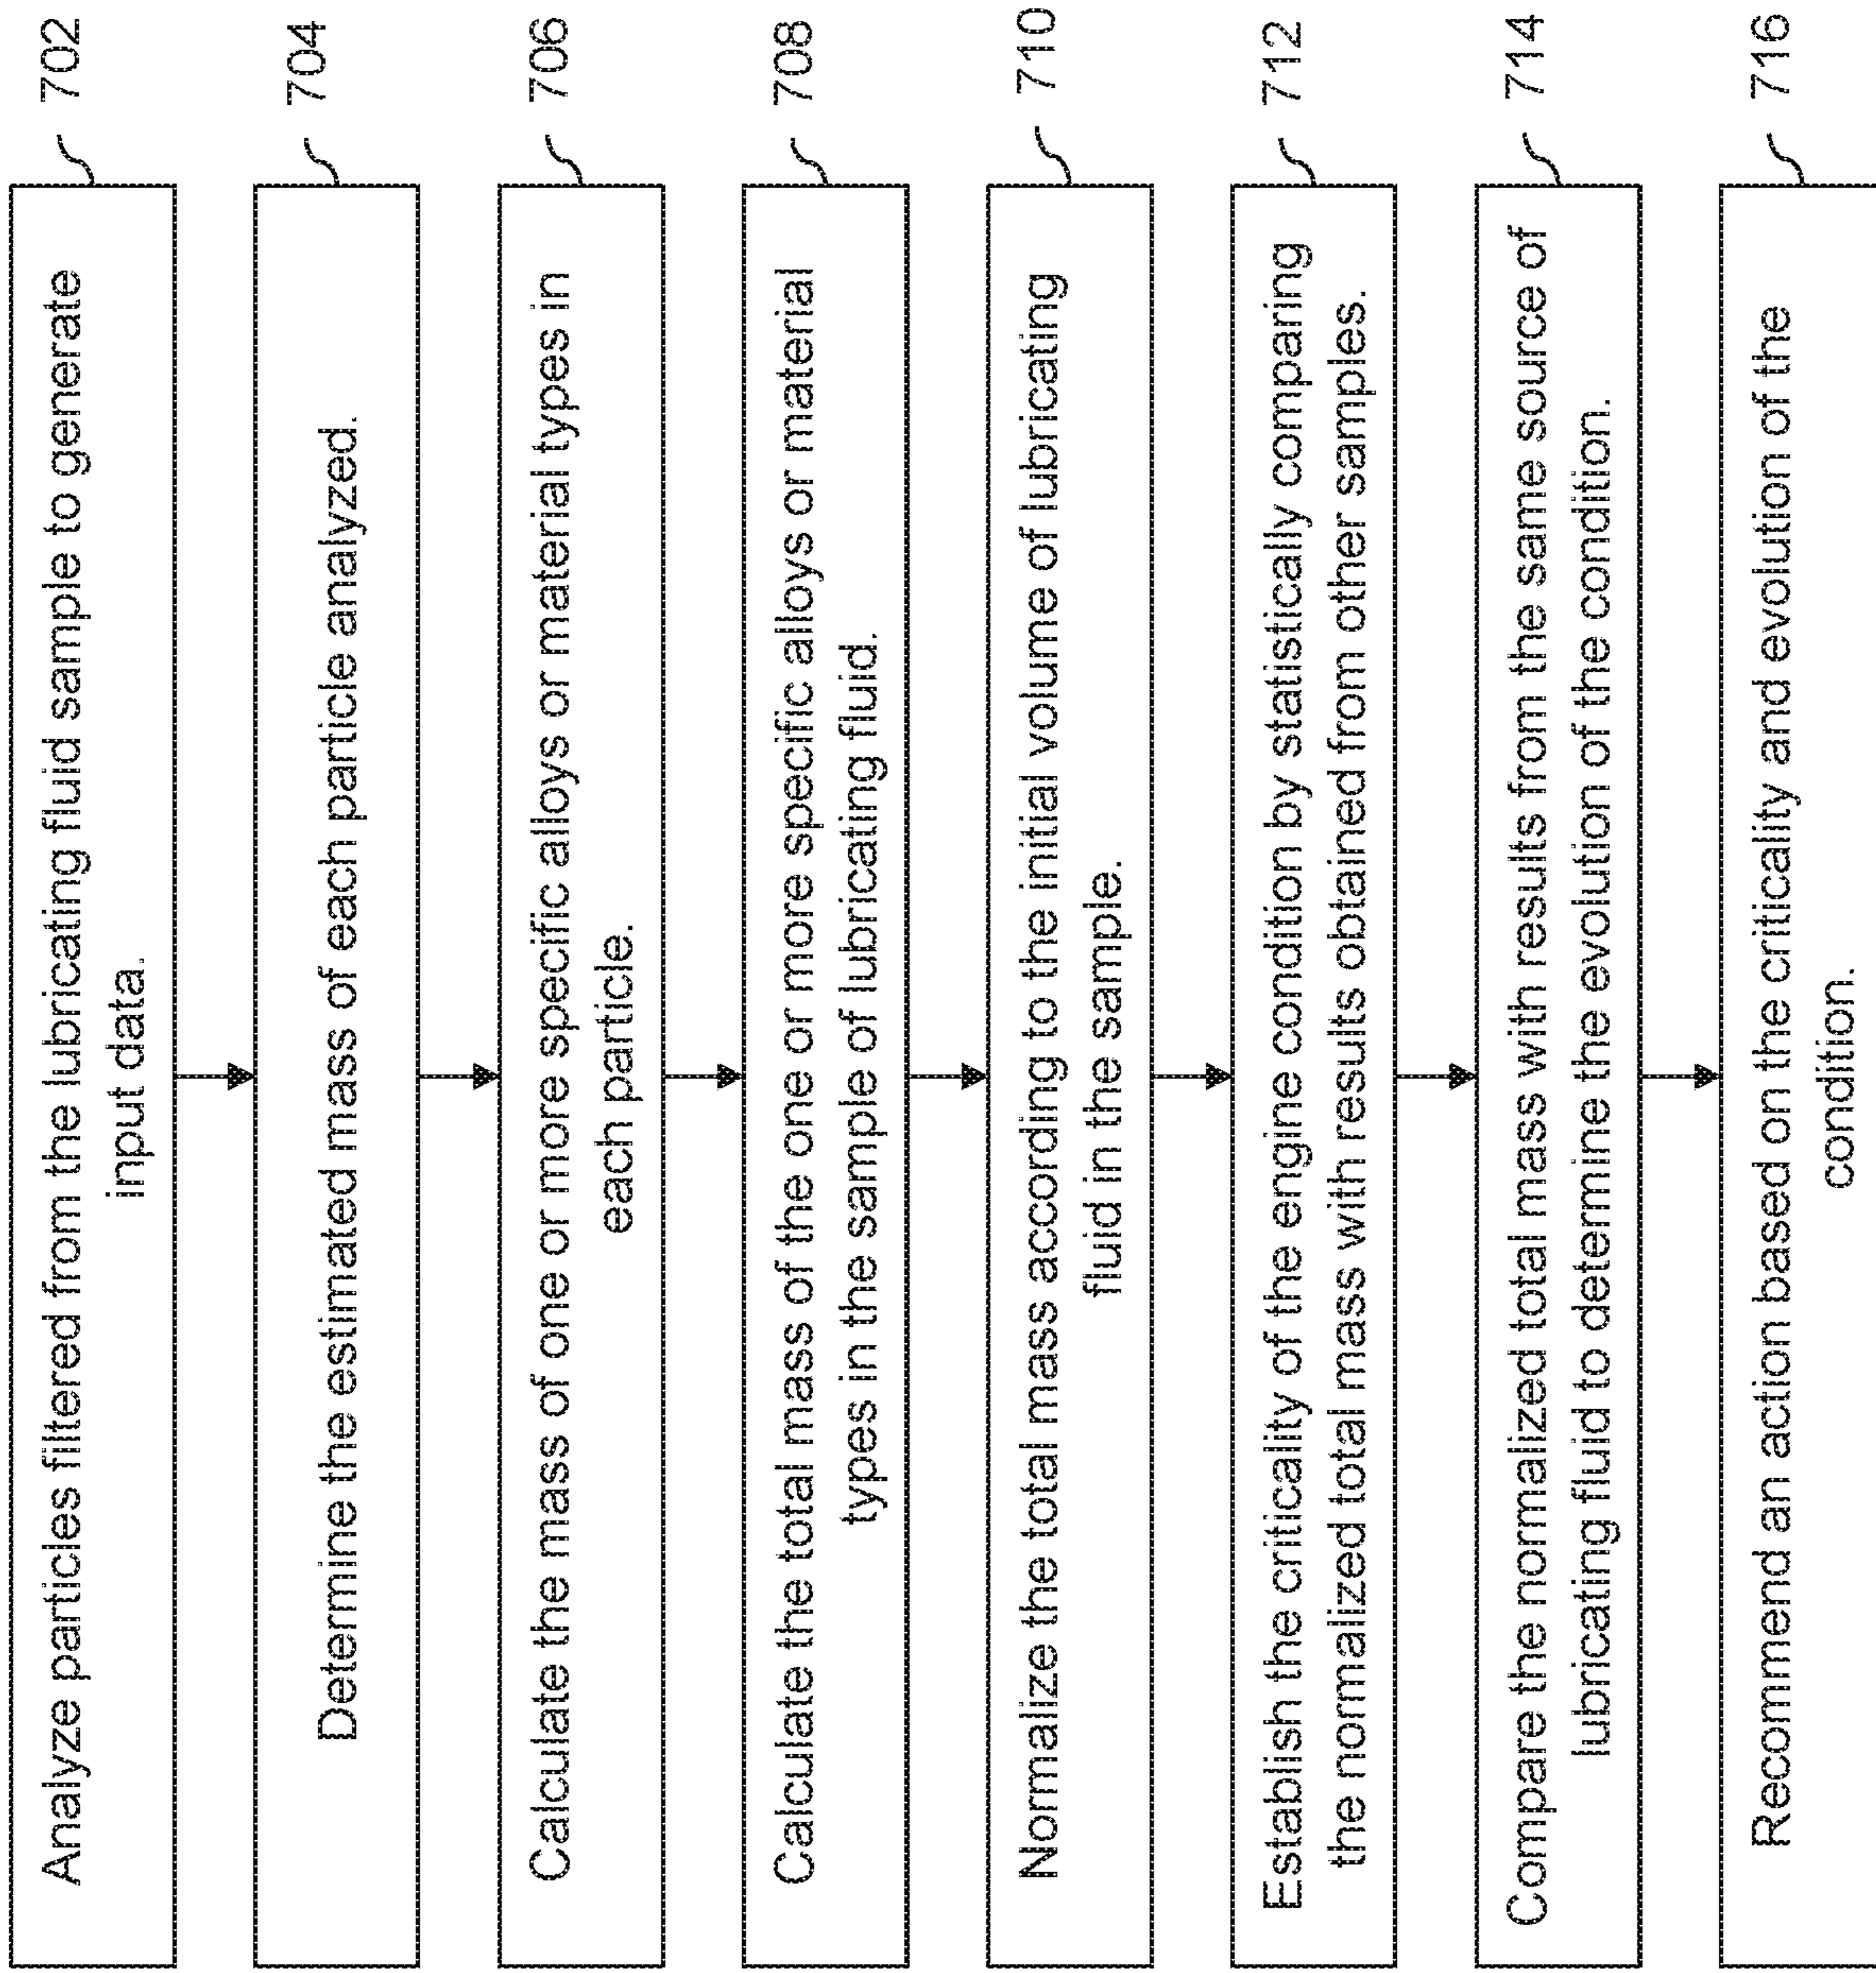 Analyze particles filtered from the lubricating fluid sample to generate
input data.
702
Determine the estimated mass of each particle analyzed.
704
Calculate the mass of one or more specific alloys or material types in
each particle.
706
Calculate the total mass of the one or more specific alloys or material
types in the sample of lubricating fluid.
708
Normalize the total mass according to the initial volume of lubricating
fluid in the sample.
710
Establish the criticality of the engine condition by statistically comparing
the normalized total mass with results obtained from other samples.
712
Compare the normalized total mass with results from the same source of
lubricating fluid to determine the evolution of the condition.
714
Recommend an action based on the criticality and evolution of the
condition.
716